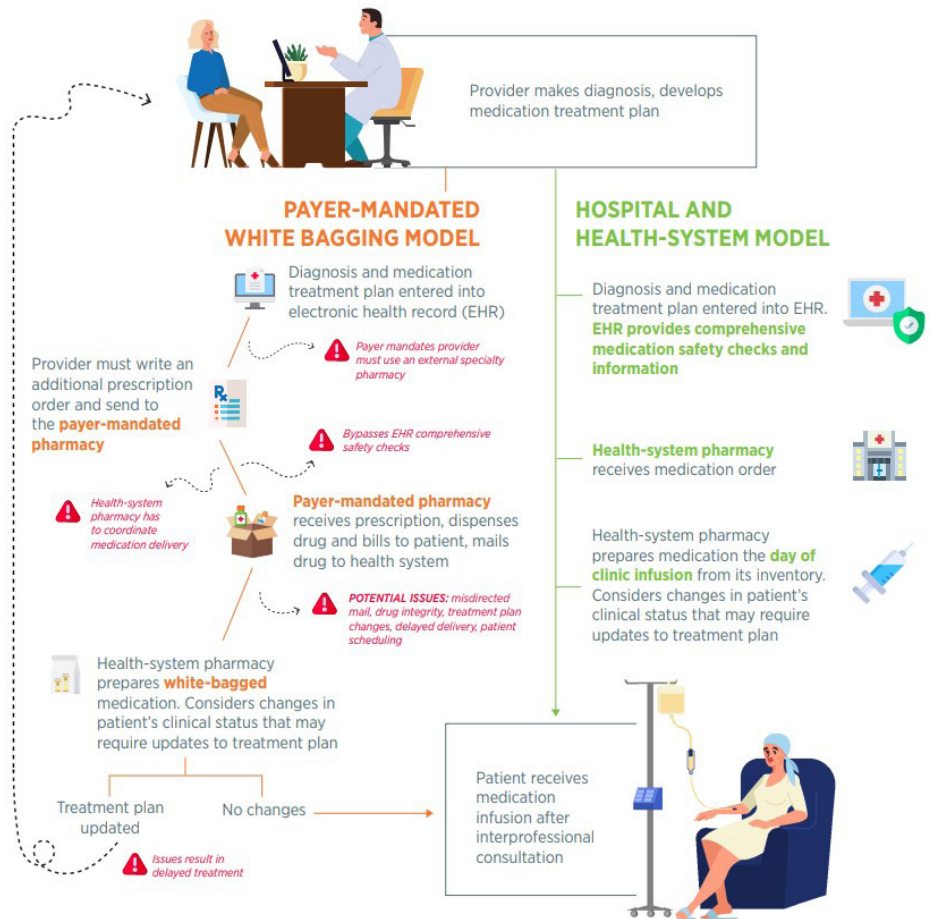 Provider makes diagnosis, develops
medication treatment plan
PAYER-MANDATED
WHITE BAGGING MODEL
Diagnosis and medication
treatment plan entered into
electronic health record (EHR)
Payer mandates provider
must use an external specialty
pharmacy
Provider must write an
additional prescription
order and send to
the payer-mandated
pharmacy
Rx
Bypasses EHR comprehensive
safety checks
Health-system
pharmacy has
to coordinate
medication delivery
Payer-mandated pharmacy
receives prescription, dispenses
drug and bills to patient, mails
drug to health system
POTENTIAL ISSUES: misdirected
mail, drug integrity, treatment plan
changes, delayed delivery, patient
scheduling
Health-system pharmacy
prepares white-bagged
medication. Considers changes in
patient's clinical status that may
require updates to treatment plan
Treatment plan
updated
No changes
Issues result in
delayed treatment
HOSPITAL AND
HEALTH-SYSTEM MODEL
Diagnosis and medication
treatment plan entered into EHR.
EHR provides comprehensive
medication safety checks and
information
Health-system pharmacy
receives medication order
Health-system pharmacy
prepares medication the day of
clinic infusion from its inventory.
Considers changes in patient's
clinical status that may require
updates to treatment plan
Patient receives
medication
infusion after
interprofessional
consultation